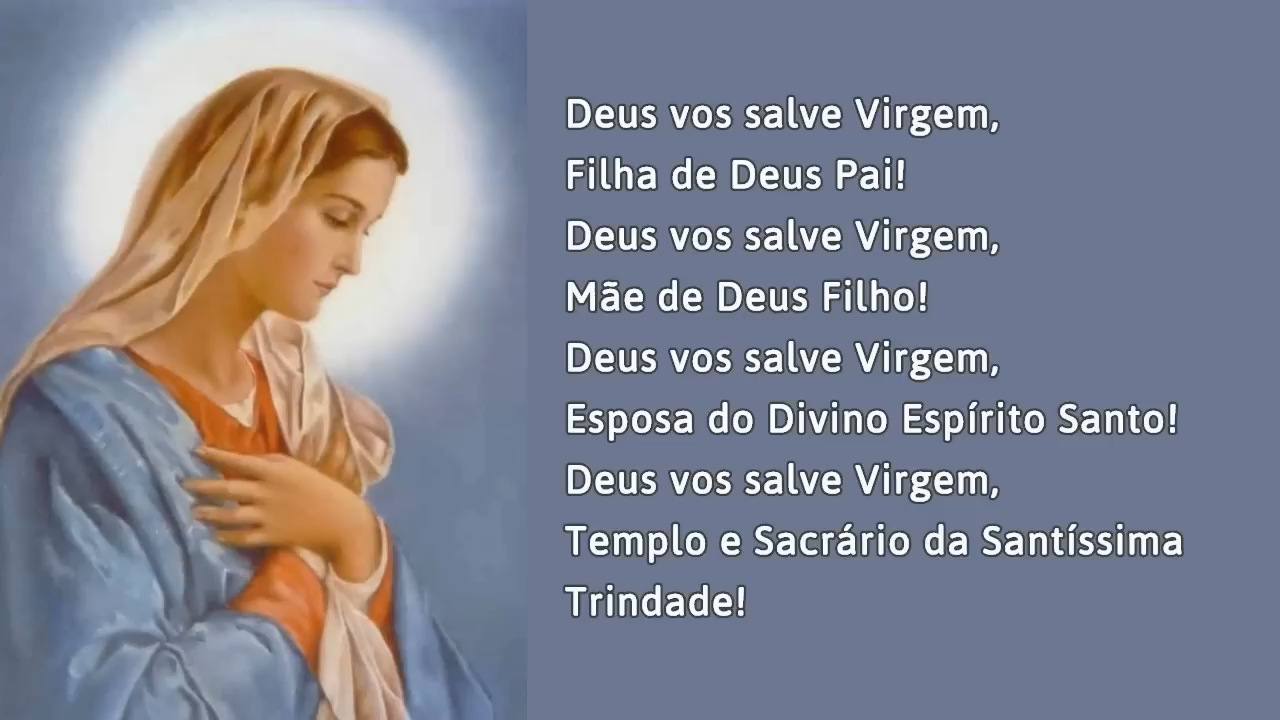 Deus vos salve Virgem,
Filha de Deus Pai!
Deus vos salve Virgem,
Mãe de Deus Filho!
Deus vos salve Virgem,
Esposa do Divino Espírito Santo!
Deus vos salve Virgem,
Templo e Sacrário da Santíssima
Trindade!